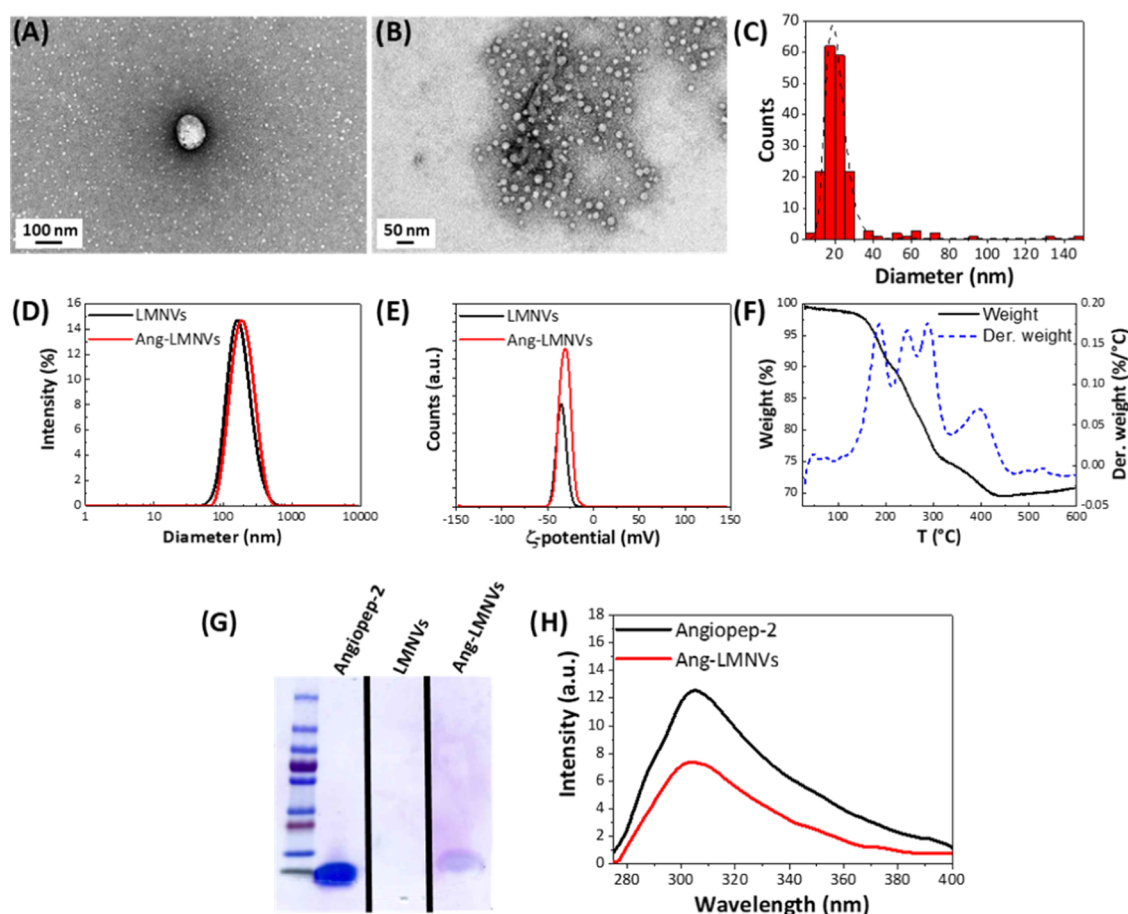 (A)
100 nm
(B)
50 nm
(C)
Counts
70
60
50
40
30
20
10
0
20 40 60 80 100 120 140
Diameter (nm)
(D)
LMNVs
Ang-LMNVs
Intensity (%)
16
14
12
10
8
6
4
2
0
1 10 100 1000 10000
Diameter (nm)
(E)
LMNVs
Ang-LMNVs
Counts (a.u.)
-150 -100 -50 0 50 100 150
ζ-potential (mV)
(F)
Weight
Der. weight
Weight (%)
100
95
90
85
80
75
70
0.20
0.15
0.10
0.05
0.00
-0.05
Der. weight (%/°C)
100 200 300 400 500 600
T (°C)
(G)
Angiopep-2
LMNVs
Ang-LMNVs
(H)
Angiopep-2
Ang-LMNVs
Intensity (a.u.)
18
16
14
12
10
8
6
4
2
0
275 300 325 350 375 400
Wavelength (nm)